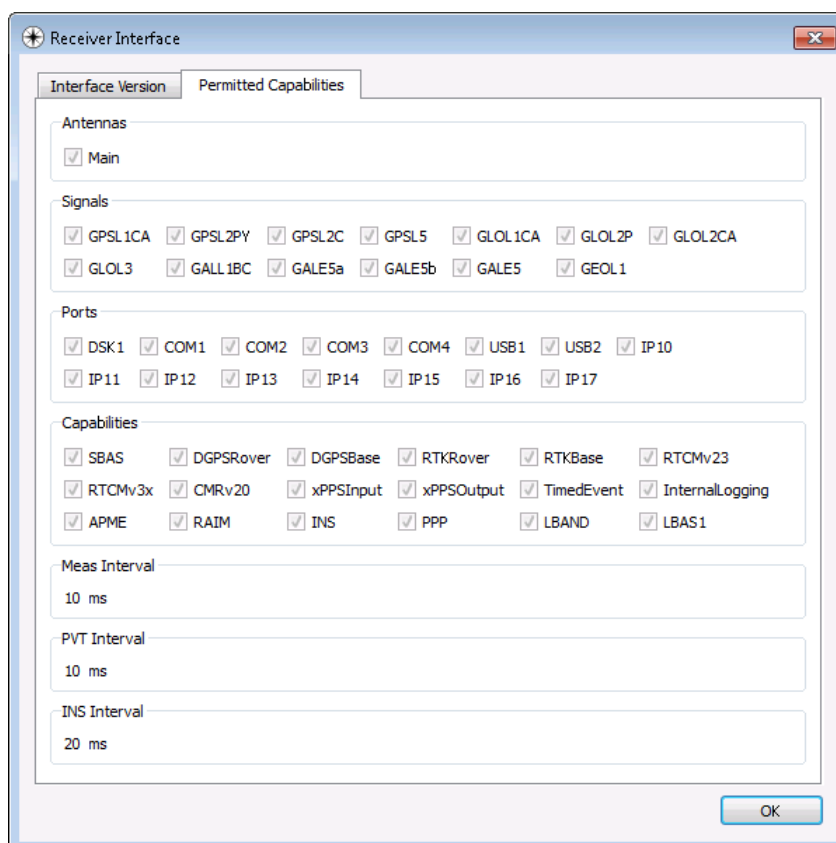 Receiver Interface
Interface Version Permitted Capabilities
Antennas
Main
Signals
GPSL1CA GPSL2PY GPSL2C GPSL5 GLOL1CA GLOL2P GLOL2CA
GLOL3 GALL1BC GALE5a GALE5b GALE5 GEOL1
Ports
DSK1 COM1 COM2 COM3 COM4 USB1 USB2 IP10
IP11 IP12 IP13 IP14 IP15 IP16 IP17
Capabilities
SBAS DGPSRover DGPSBase RTKRover RTKBase RTCMv23
RTCMv3x CMRv20 xPPSInput xPPSOutput TimedEvent InternalLogging
APME RAIM INS PPP LBAND LBAS1
Meas Interval
10 ms
PVT Interval
10 ms
INS Interval
20 ms
OK